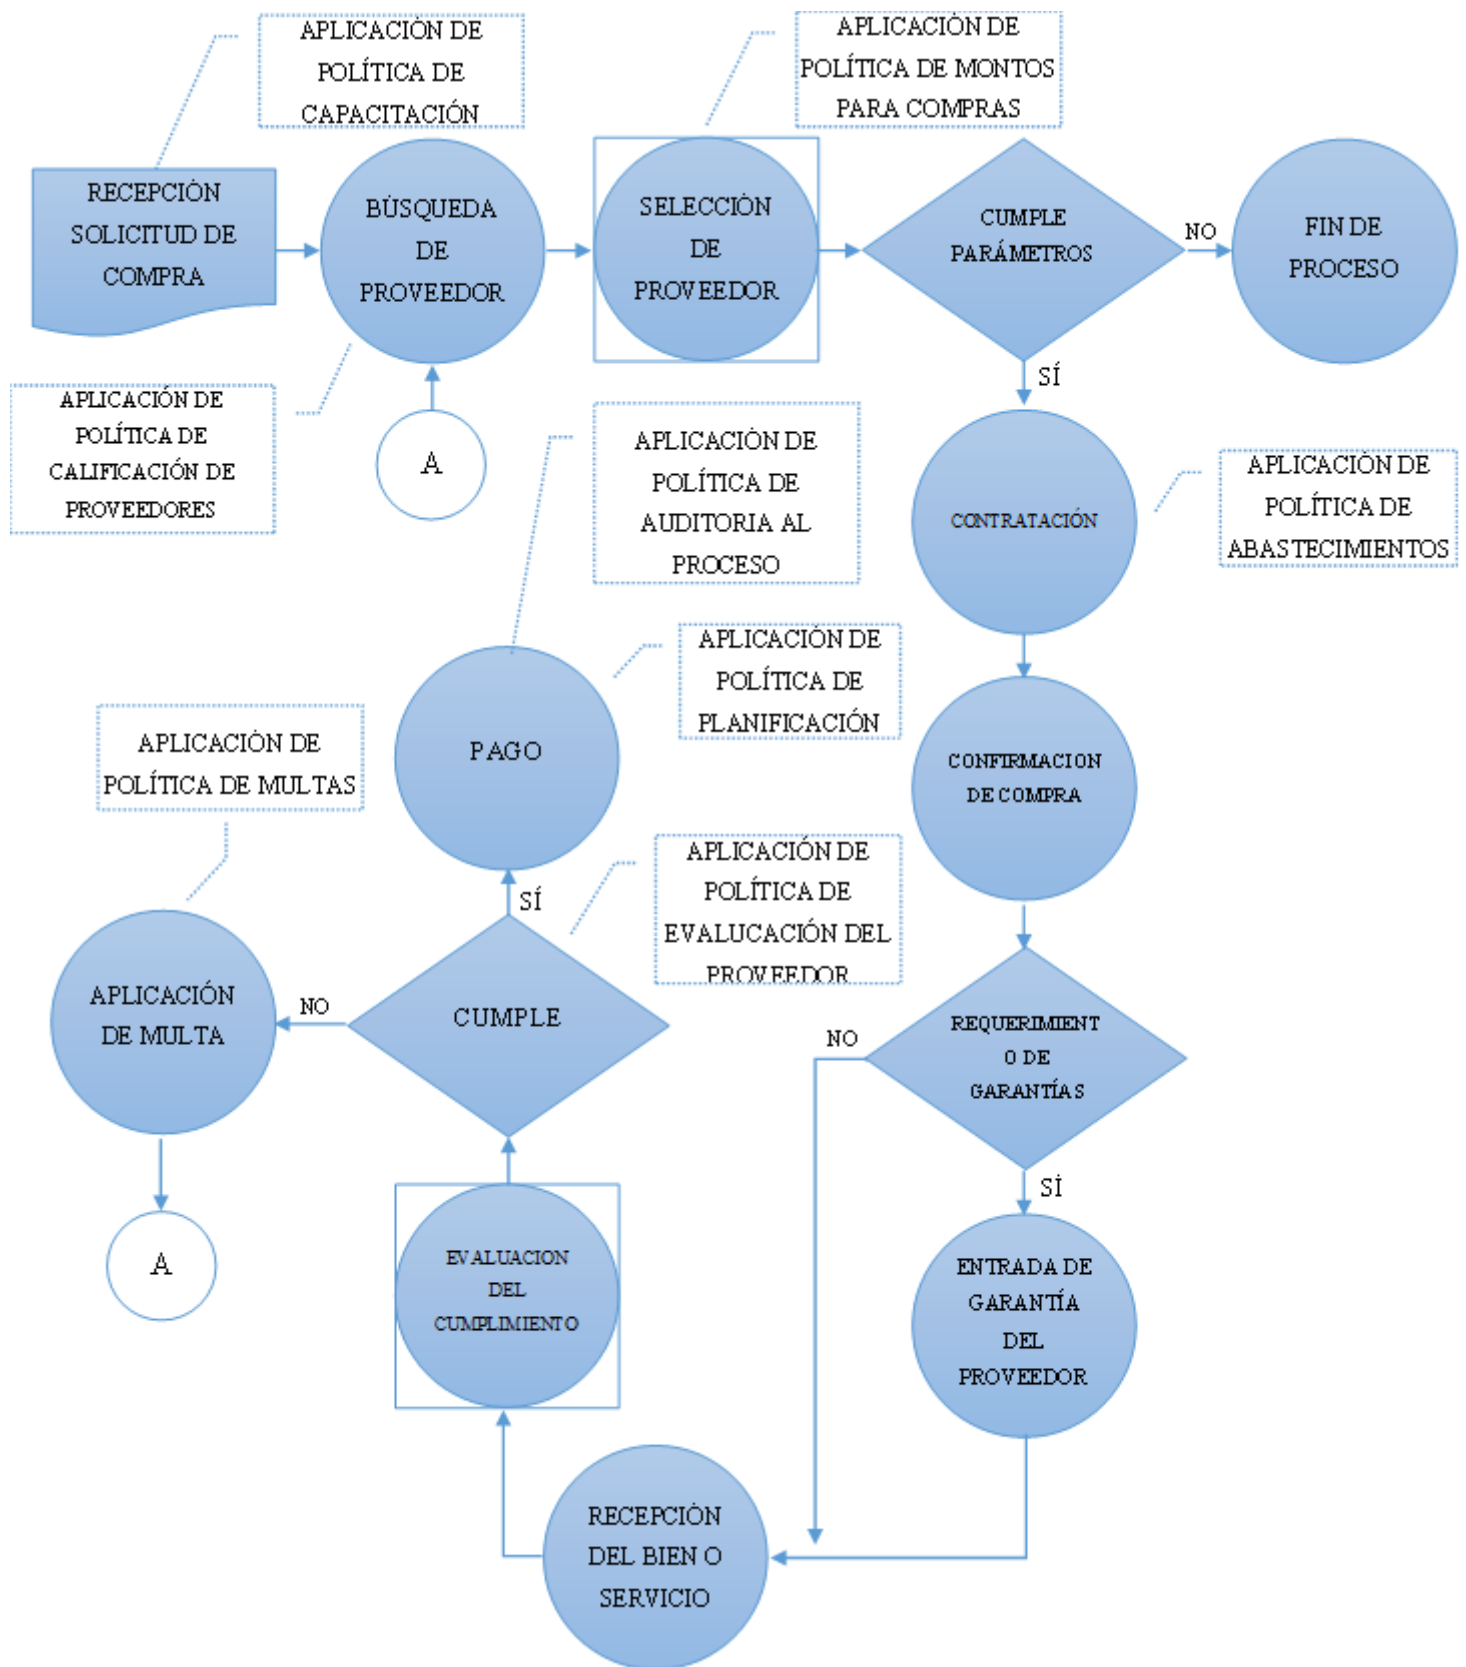 APLICACIÓN DE
POLÍTICA DE
CAPACITACIÓN
APLICACIÓN DE
POLÍTICA DE MONTOS
PARA COMPRAS
RECEPCIÓN
SOLICITUD DE
COMPRA
BÚSQUEDA
DE
PROVEEDOR
SELECCIÓN
DE
PROVEEDOR
CUMPLE
PARÁMETROS
NO
FIN DE
PROCESO
SÍ
APLICACIÓN DE
POLÍTICA DE
CALIFICACIÓN DE
PROVEEDORES
A
APLICACIÓN DE
POLÍTICA DE
AUDITORIA AL
PROCESO
CONTRATACIÓN
APLICACIÓN DE
POLÍTICA DE
ABASTECIMIENTOS
APLICACIÓN DE
POLÍTICA DE
PLANIFICACIÓN
PAGO
APLICACIÓN DE
POLÍTICA DE MULTAS
CONFIRMACION
DE COMPRA
SÍ
APLICACIÓN DE
POLÍTICA DE
EVALUCACIÓN DEL
PROVEEDOR
APLICACIÓN
DE MULTA
NO
CUMPLE
NO
REQUERIMIENT
O DE
GARANTÍAS
SÍ
A
EVALUACION
DEL
CUMPLIMIENTO
ENTRADA DE
GARANTÍA
DEL
PROVEEDOR
RECEPCIÓN
DEL BIEN O
SERVICIO